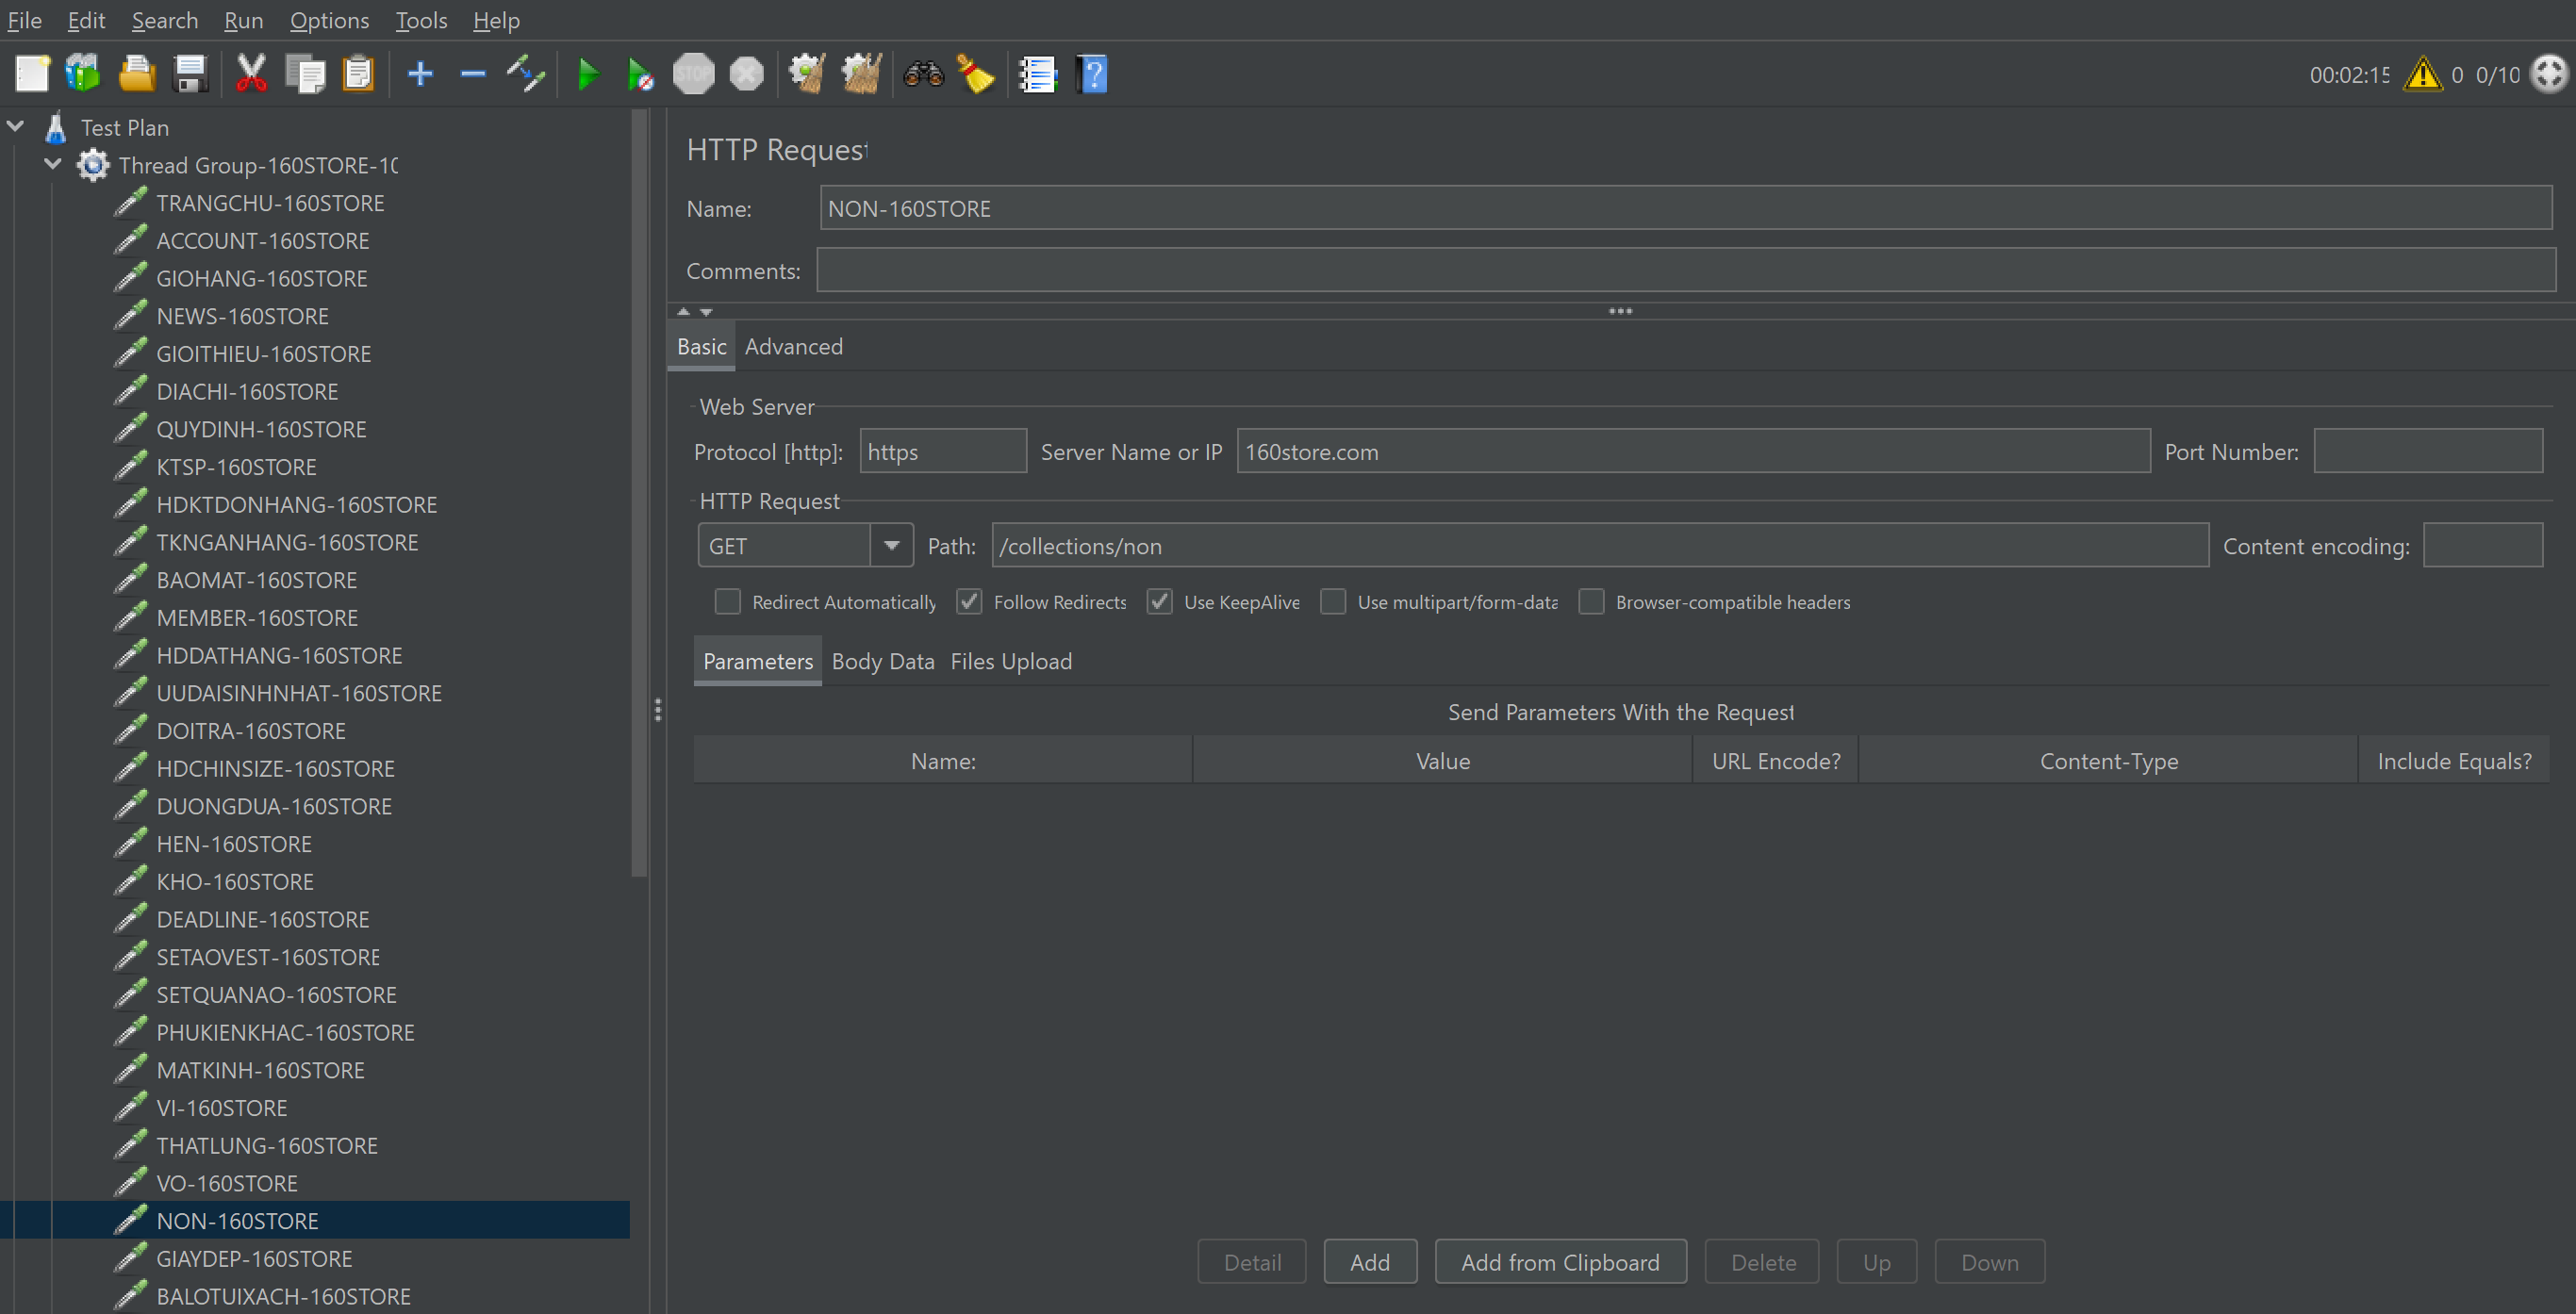 File Edit Search Run Options Tools Help
STOP
00:02:15 0 0/10
Test Plan
Thread Group-160STORE-10
TRANGCHU-160STORE
ACCOUNT-160STORE
GIOHANG-160STORE
NEWS-160STORE
GIOITHIEU-160STORE
DIACHI-160STORE
QUYDINH-160STORE
KTSP-160STORE
HDKTDONHANG-160STORE
TKNGANHANG-160STORE
BAOMAT-160STORE
MEMBER-160STORE
HDDATHANG-160STORE
UUDAISINHNHAT-160STORE
DOITRA-160STORE
HDCHINSIZE-160STORE
DUONGDUA-160STORE
HEN-160STORE
KHO-160STORE
DEADLINE-160STORE
SETAOVEST-160STORE
SETQUANAO-160STORE
PHUKIENKHAC-160STORE
MATKINH-160STORE
VI-160STORE
THATLUNG-160STORE
VO-160STORE
NON-160STORE
GIAYDEP-160STORE
BALOTUIXACH-160STORE
HTTP Request
Name: NON-160STORE
Comments:
Basic Advanced
Web Server
Protocol [http]: https Server Name or IP 160store.com Port Number:
HTTP Request
GET Path: /collections/non Content encoding:
Redirect Automatically Follow Redirects Use KeepAlive Use multipart/form-data Browser-compatible headers
Parameters Body Data Files Upload
Send Parameters With the Request
Name: Value URL Encode? Content-Type Include Equals?
Detail Add Add from Clipboard Delete Up Down